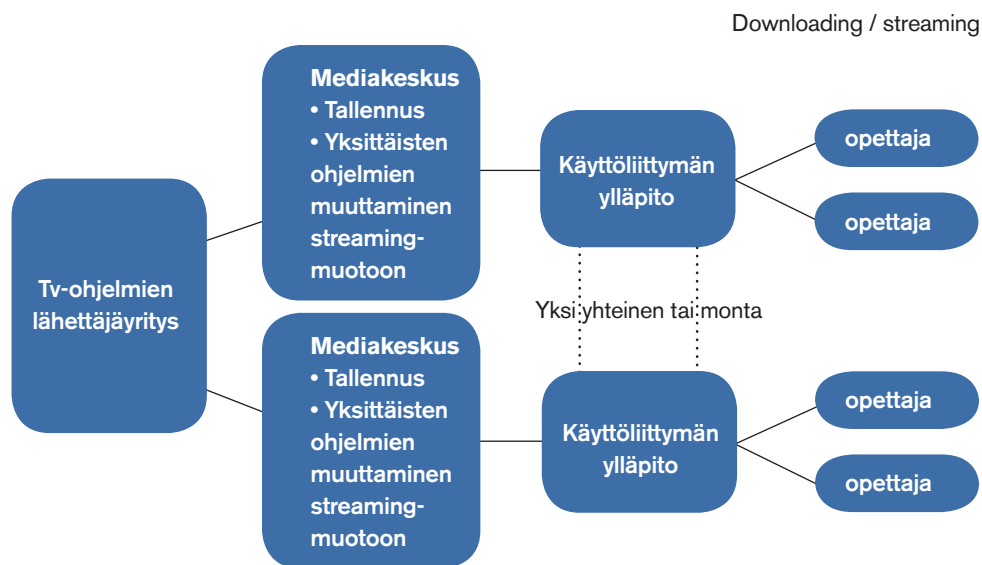 Downloading / streaming
Mediakeskus
• Tallennus
• Yksittäisten
ohjelmien
muuttaminen
streaming-
muotoon
Käyttöliittymän
ylläpito
opettaja
opettaja
Tv-ohjelmien
lähettäjäyritys
Yksi yhteinen tai monta
Mediakeskus
• Tallennus
• Yksittäisten
ohjelmien
muuttaminen
streaming-
muotoon
Käyttöliittymän
ylläpito
opettaja
opettaja